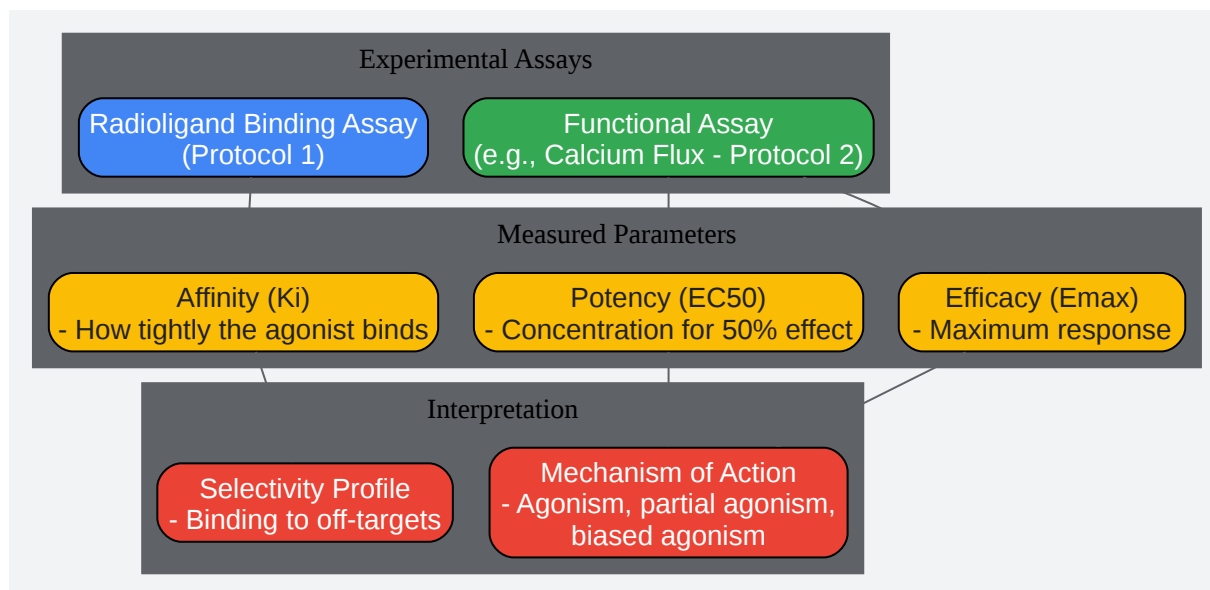 Experimental Assays
Radioligand Binding Assay
(Protocol 1)
Functional Assay
(e.g., Calcium Flux - Protocol 2)
Measured Parameters
Affinity (Ki)
- How tightly the agonist binds
Potency (EC50)
- Concentration for 50% effect
Efficacy (Emax)
- Maximum response
Interpretation
Selectivity Profile
- Binding to off-targets
Mechanism of Action
- Agonism, partial agonism,
biased agonism